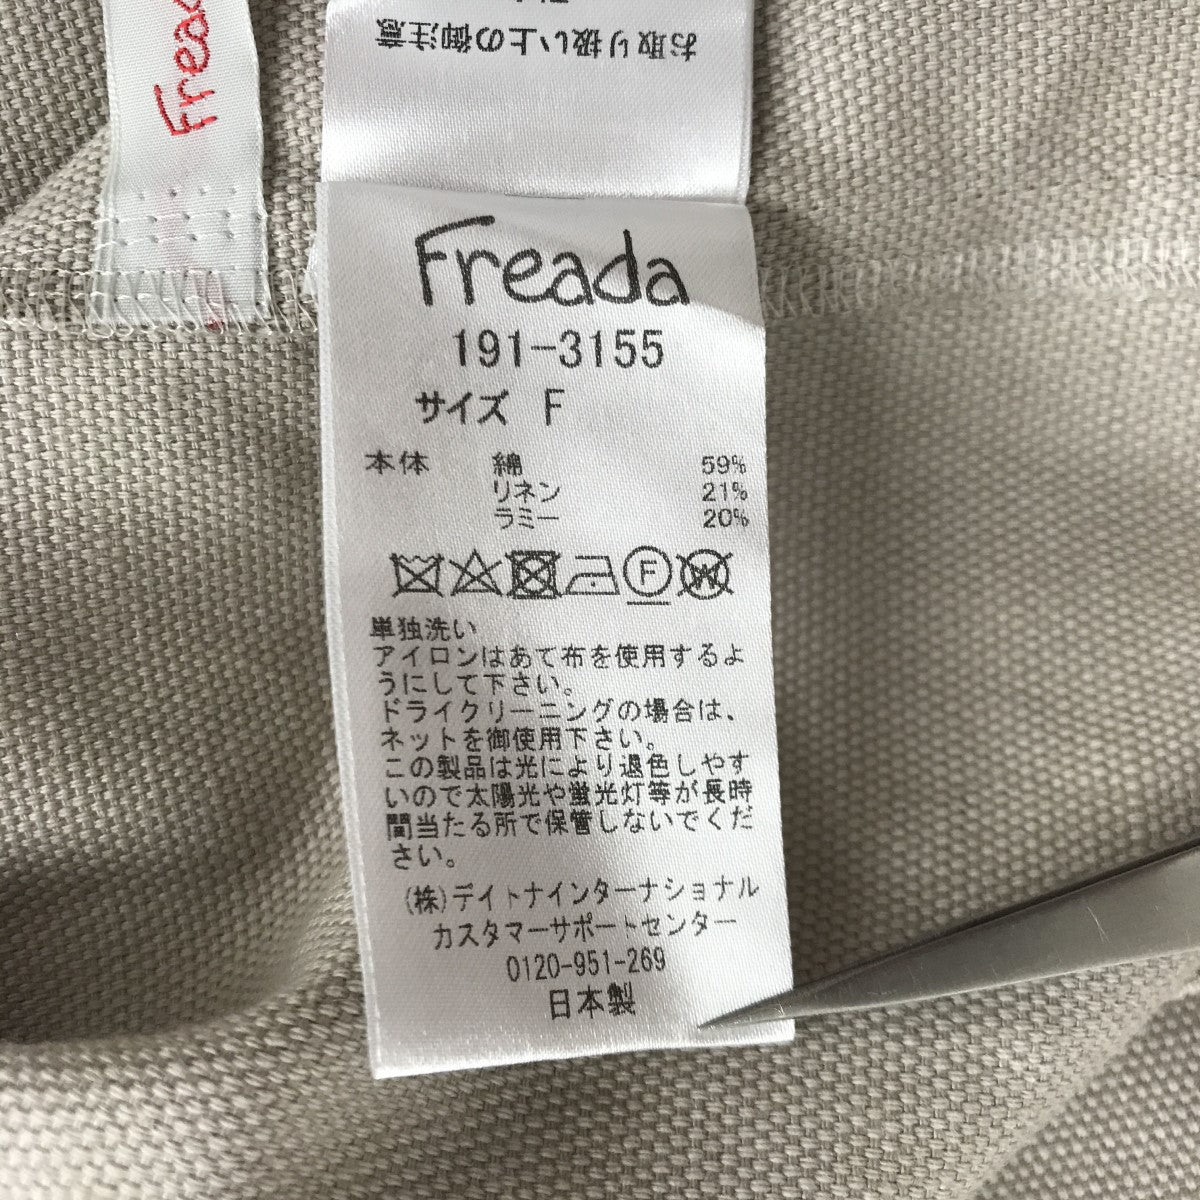 お取り扱い上の御注意
Freada
191-3155
サイズ F
本体 綿 59%
リネン 21%
ラミー 20%
F W
単独洗い
アイロンはあて布を使用するよ
うにして下さい。
ドライクリーニングの場合は、
ネットを御使用下さい。
この製品は光により退色しやす
いので太陽光や蛍光灯等が長時
間当たる所で保管しないでくだ
さい。
(株)デイトナインターナショナル
カスタマーサポートセンター
0120-951-269
日本製